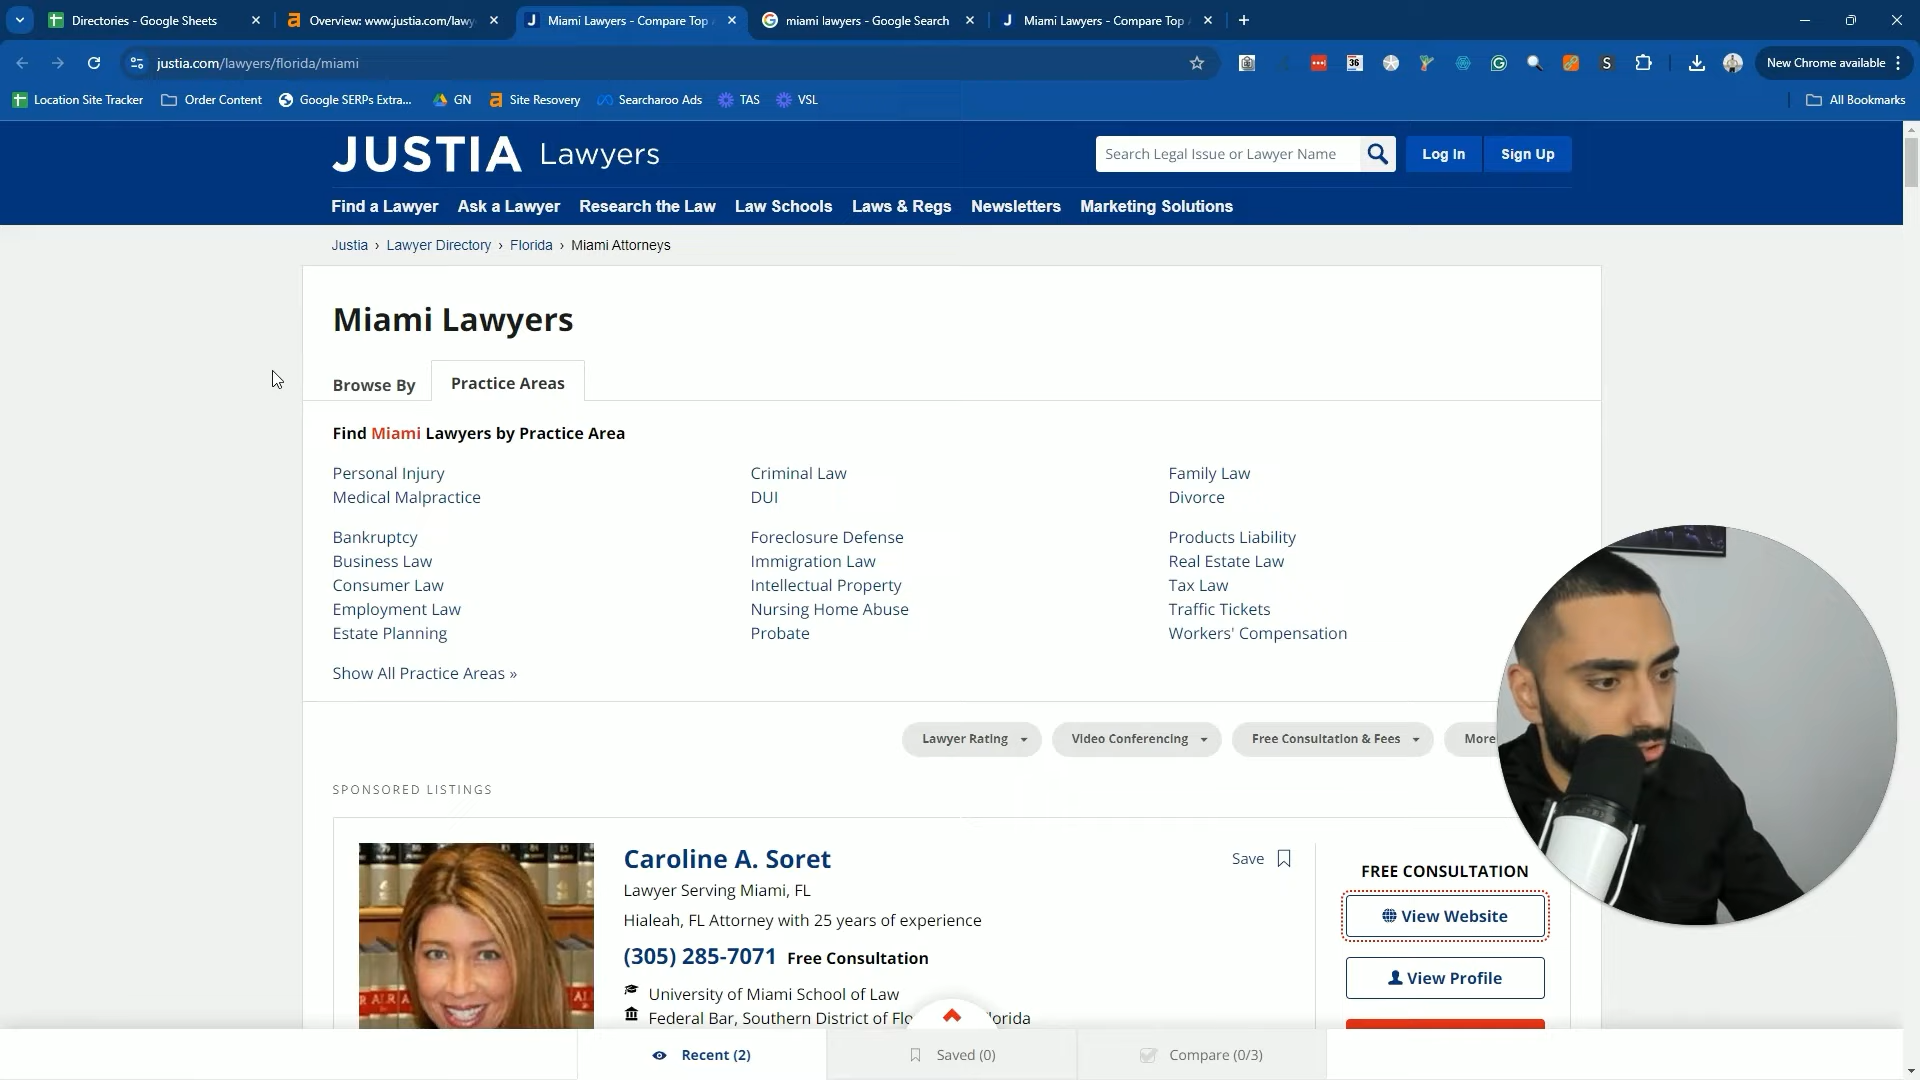 Directories - Google Sheets
Overview: www.justia.com/lawy
Miami Lawyers - Compare Top
miami lawyers - Google Search
Miami Lawyers - Compare Top
justia.com/lawyers/florida/miami
36
S
New Chrome available
Location Site Tracker
Order Content
Google SERPs Extra...
GN
Site Recovery
Searcharoo Ads
TAS
VSL
All Bookmarks
JUSTIA Lawyers
Search Legal Issue or Lawyer Name
Log In
Sign Up
Find a Lawyer
Ask a Lawyer
Research the Law
Law Schools
Laws & Regs
Newsletters
Marketing Solutions
Justia › Lawyer Directory › Florida › Miami Attorneys
Miami Lawyers
Browse By
Practice Areas
Find Miami Lawyers by Practice Area
Personal Injury
Medical Malpractice
Criminal Law
DUI
Family Law
Divorce
Bankruptcy
Business Law
Consumer Law
Employment Law
Estate Planning
Foreclosure Defense
Immigration Law
Intellectual Property
Nursing Home Abuse
Probate
Products Liability
Real Estate Law
Tax Law
Traffic Tickets
Workers' Compensation
Show All Practice Areas »
Lawyer Rating
Video Conferencing
Free Consultation & Fees
More
SPONSORED LISTINGS
Caroline A. Soret
Save
Lawyer Serving Miami, FL
Hialeah, FL Attorney with 25 years of experience
(305) 285-7071 Free Consultation
University of Miami School of Law
Federal Bar, Southern District of Flo orida
FREE CONSULTATION
View Website
View Profile
Recent (2)
Saved (0)
Compare (0/3)